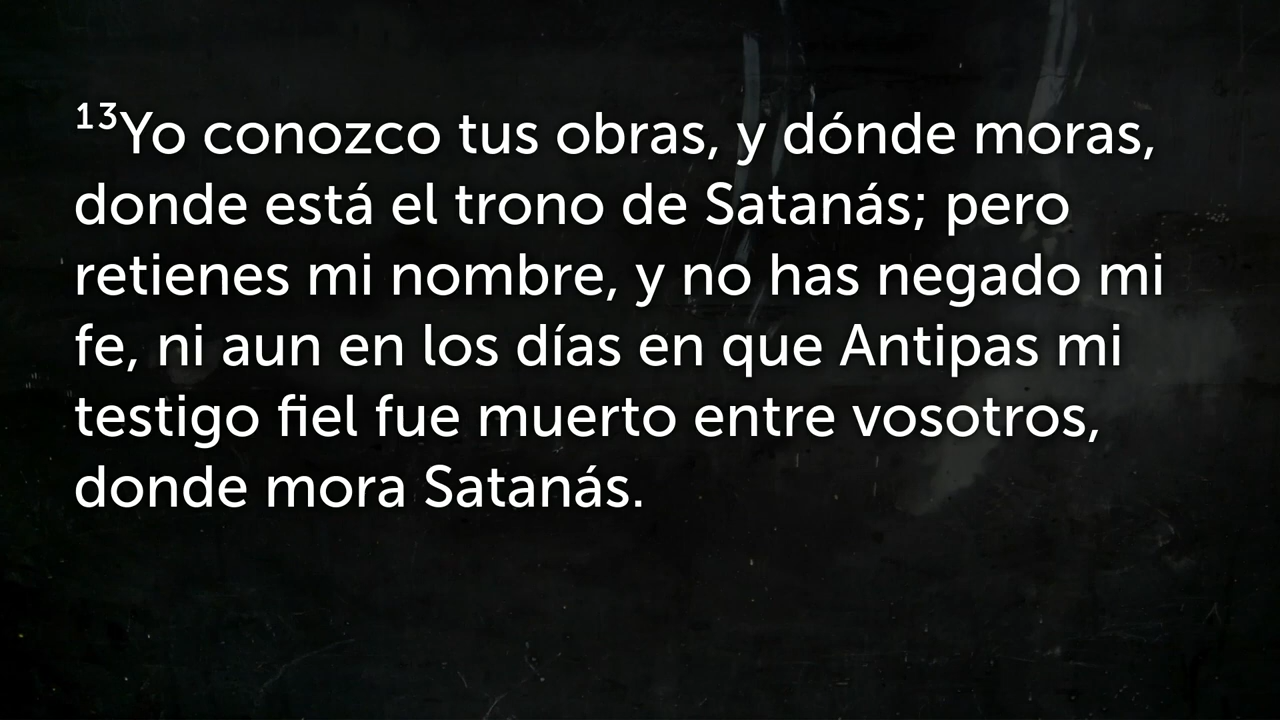 ¹³Yo conozco tus obras, y dónde moras,
donde está el trono de Satanás; pero
retienes mi nombre, y no has negado mi
fe, ni aun en los días en que Antipas mi
testigo fiel fue muerto entre vosotros,
donde mora Satanás.